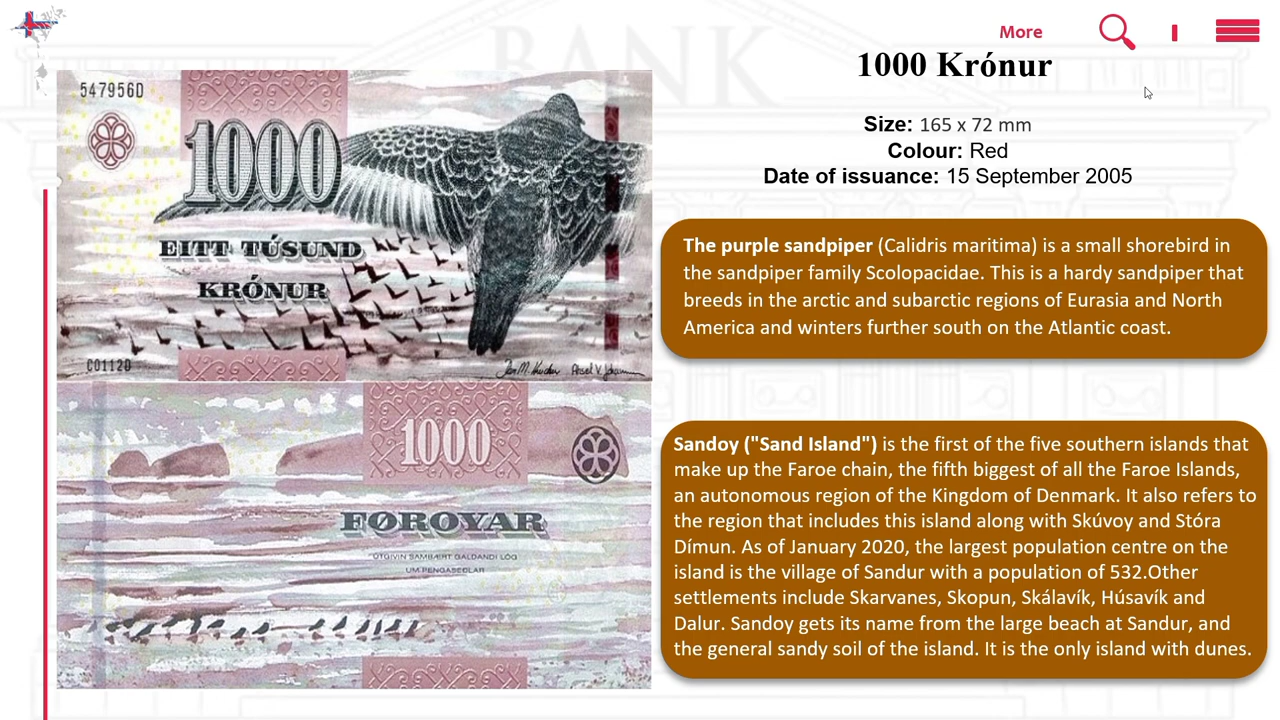 BANK
More
1000 Krónur
Size: 165 x 72 mm
Colour: Red
Date of issuance: 15 September 2005
547956D
1000
EITT TÚSUND
KRÓNUR
C0112D
The purple sandpiper (Calidris maritima) is a small shorebird in
the sandpiper family Scolopacidae. This is a hardy sandpiper that
breeds in the arctic and subarctic regions of Eurasia and North
America and winters further south on the Atlantic coast.
1000
FØROYAR
ÚTGIVIN SAMBÆRT GALDANDI LÓG
UM PENGASEÐLAR
Sandoy ("Sand Island") is the first of the five southern islands that
make up the Faroe chain, the fifth biggest of all the Faroe Islands,
an autonomous region of the Kingdom of Denmark. It also refers to
the region that includes this island along with Skúvoy and Stóra
Dímun. As of January 2020, the largest population centre on the
island is the village of Sandur with a population of 532.Other
settlements include Skarvanes, Skopun, Skálavík, Húsavík and
Dalur. Sandoy gets its name from the large beach at Sandur, and
the general sandy soil of the island. It is the only island with dunes.